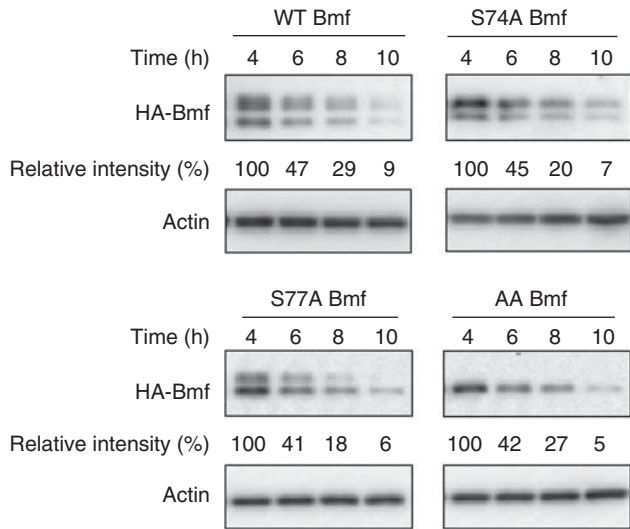 WT Bmf S74A Bmf
Time (h) 4 6 8 10 4 6 8 10
HA-Bmf
Relative intensity (%) 100 47 29 9 100 45 20 7
Actin
S77A Bmf AA Bmf
Time (h) 4 6 8 10 4 6 8 10
HA-Bmf
Relative intensity (%) 100 41 18 6 100 42 27 5
Actin